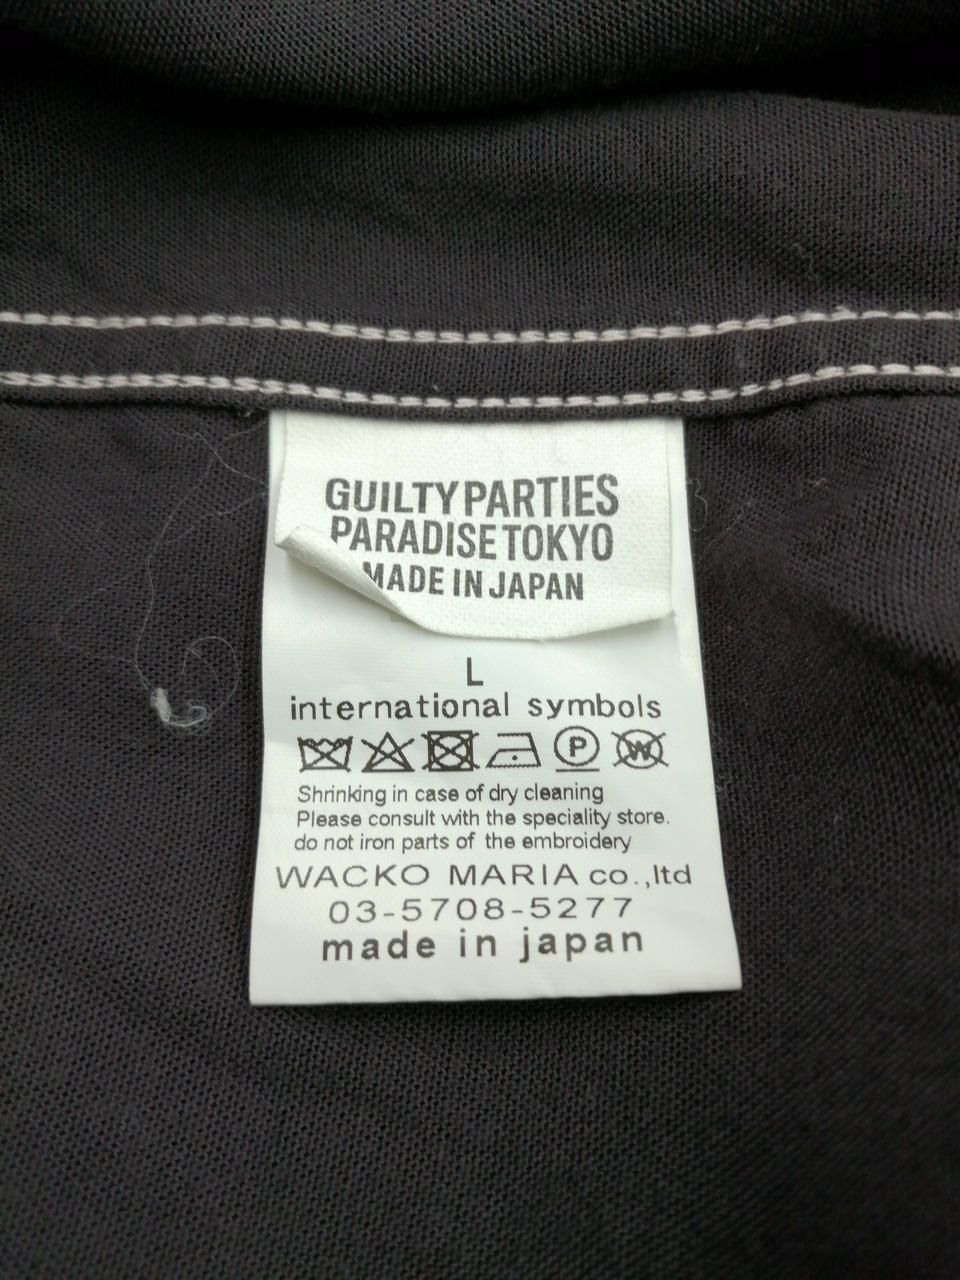 GUILTY PARTIES
PARADISE TOKYO
MADE IN JAPAN
L
international symbols
P W
Shrinking in case of dry cleaning
Please consult with the speciality store.
do not iron parts of the embroidery
WACKO MARIA co.,ltd
03-5708-5277
made in japan